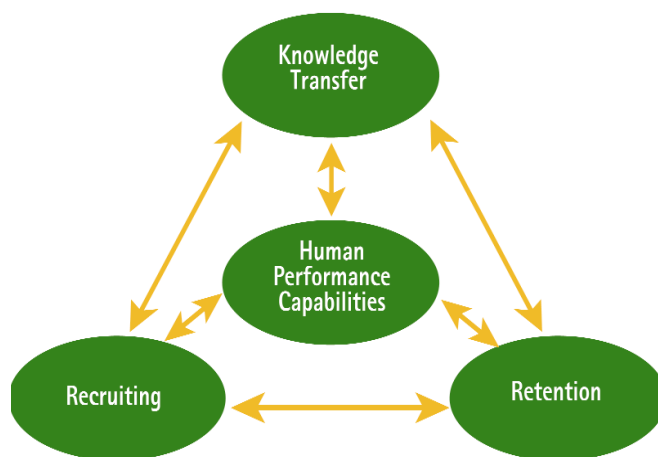 Knowledge
Transfer
Human
Performance
Capabilities
Recruiting
Retention